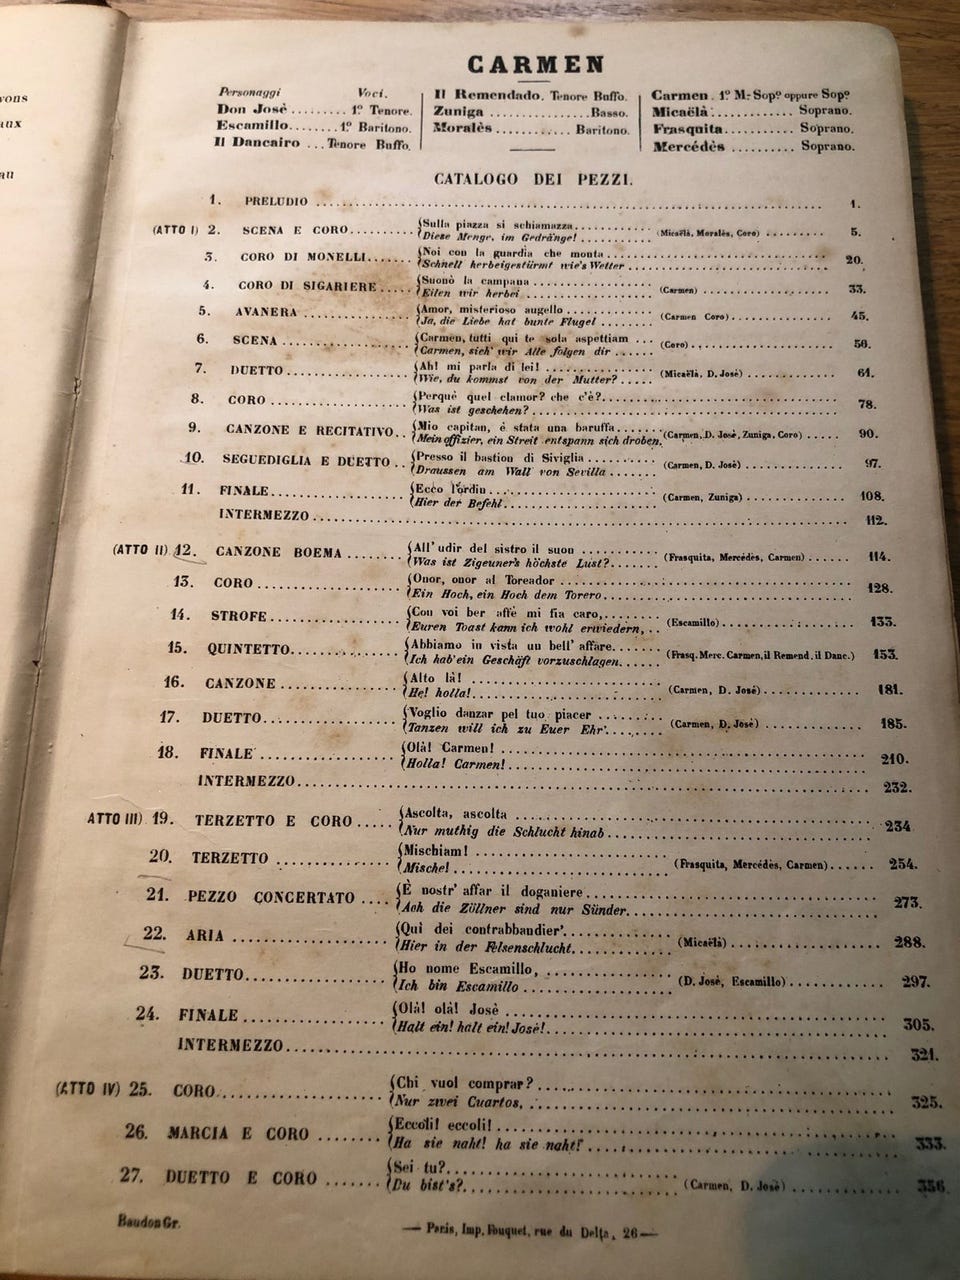 vons
aux
au
CARMEN
Personaggi Voci.
Don José ......... 1º Tenore.
Escamillo........ 1º Baritono.
Il Dancairo ... Tenore Buffo.
Il Remendado. Tenore Buffo.
Zuniga ............... Basso.
Moralès ........... Baritono.
Carmen . 1º Mº Sopº oppure Sopº
Micaëlà ............ Soprano.
Frasquita........... Soprano.
Mercédès .......... Soprano.
CATALOGO DEI PEZZI.
1. PRELUDIO ........ 1.
(ATTO I) 2. SCENA E CORO......... Sulla piazza si schiamazza........
Diese Menge, im Gedränge! .......... (Micaëlà, Moralès, Coro) ......... 5.
3. CORO DI MONELLI...... Noi con la guardia che monta ........
Schnell herbeigestürmt wie's Wetter ........ 20.
4. CORO DI SIGARIERE ..... Suonò la campana ........
Eilen wir herbei ........ (Carmen) ........ 33.
5. AVANERA ........ Amor, misterioso augello ........
Ja, die Liebe hat bunte Flugel ........ (Carmen Coro) ........ 45.
6. SCENA ........ Carmen, tutti qui te sola aspettiam ...
Carmen, sieh' wir Alle folgen dir ...... (Coro) ........ 56.
7. DUETTO ........ Ah! mi parla di lei! ........
Wie, du kommst von der Mutter? ..... (Micaëlà, D. José) ........ 61.
8. CORO ........ Perquè quel clamor? che c'è?........
Was ist geschehen? ........ 78.
9. CANZONE E RECITATIVO.. Mio capitan, é stata una baruffa........
Mein offizier, ein Streit entspann sich droben. (Carmen, D. José, Zuniga, Coro) ..... 90.
10. SEGUEDIGLIA E DUETTO .. Presso il bastion di Siviglia ........
Draussen am Wall von Sevilla ....... (Carmen, D. José) ........ 97.
11. FINALE........ Ecco l'ordin ........
Hier der Befehl........ (Carmen, Zuniga) ........ 108.
INTERMEZZO ........ 112.
(ATTO II) 12. CANZONE BOEMA ........ All' udir del sistro il suon ........
Was ist Zigeuners höchste Lust?....... (Frasquita, Mercédès, Carmen) ...... 114.
13. CORO ........ Onor, onor al Toreador ........
Ein Hoch, ein Hoch dem Torero........ 128.
14. STROFE........ Con voi ber affè mi fia caro,.......
Euren Toast kann ich wohl erwiedern, .. (Escamillo) ........ 133.
15. QUINTETTO........ Abbiamo in vista un bell' affare.......
Ich hab' ein Geschäft vorzuschlagen...... (Frasq. Merc. Carmen, il Remend. il Danc.) 153.
16. CANZONE ........ Alto là! ........
He! holla!........ (Carmen, D. José) ........ 181.
17. DUETTO........ Voglio danzar pel tuo piacer ........
Tanzen will ich zu Euer Ehr'........ (Carmen, D. José) ........ 185.
18. FINALE ........ Olà! Carmen! ........
Holla! Carmen! ........ 210.
INTERMEZZO ........ 232.
ATTO III) 19. TERZETTO E CORO ..... Ascolta, ascolta ........
Nur muthig die Schlucht hinab ........ 234
20. TERZETTO ........ Mischiam! ........
Mische! ........ (Frasquita, Mercédès, Carmen) ...... 254.
21. PEZZO CONCERTATO .... È nostr' affar il doganiere ........
Ach die Zöllner sind nur Sünder........ 273.
22. ARIA ........ Qui dei contrabbandier'........
Hier in der Felsenschlucht........ (Micaëlà) ........ 288.
23. DUETTO........ Ho nome Escamillo, ........
Ich bin Escamillo ........ (D. José, Escamillo) ........ 297.
24. FINALE ........ Olà! olà! Josè ........
Halt ein! halt ein! José!........ 305.
INTERMEZZO........ 321.
(ATTO IV) 25. CORO........ Chi vuol comprar? ........
Nur zwei Cuartos, ........ 325.
26. MARCIA E CORO ........ Eccoli! eccoli! ........
Ha sie naht! ha sie naht! ........ 333.
27. DUETTO E CORO ....... Sei tu?........
Du bist's?........ (Carmen, D. José) ........ 356.
Baudon Gr.
— Paris, Imp. Fouquet, rue du Delta, 26 —